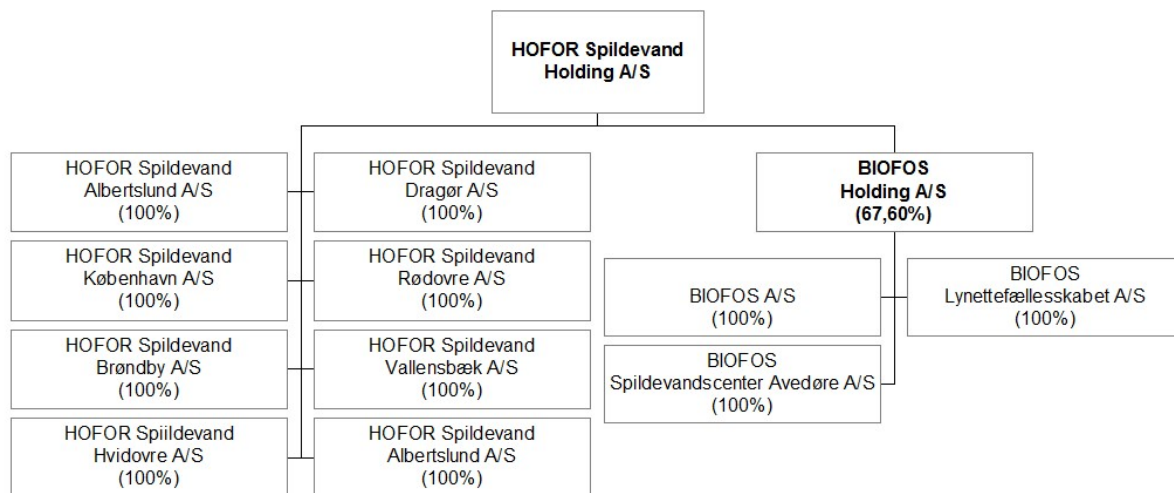 HOFOR Spildevand
Holding A/S
HOFOR Spildevand
Albertslund A/S
(100%)
HOFOR Spildevand
Dragør A/S
(100%)
BIOFOS
Holding A/S
(67,60%)
HOFOR Spildevand
København A/S
(100%)
HOFOR Spildevand
Rødovre A/S
(100%)
BIOFOS A/S
(100%)
BIOFOS
Lynettefællesskabet A/S
(100%)
HOFOR Spildevand
Brøndby A/S
(100%)
HOFOR Spildevand
Vallensbæk A/S
(100%)
BIOFOS
Spildevandscenter Avedøre A/S
(100%)
HOFOR Spiildevand
Hvidovre A/S
(100%)
HOFOR Spildevand
Albertslund A/S
(100%)